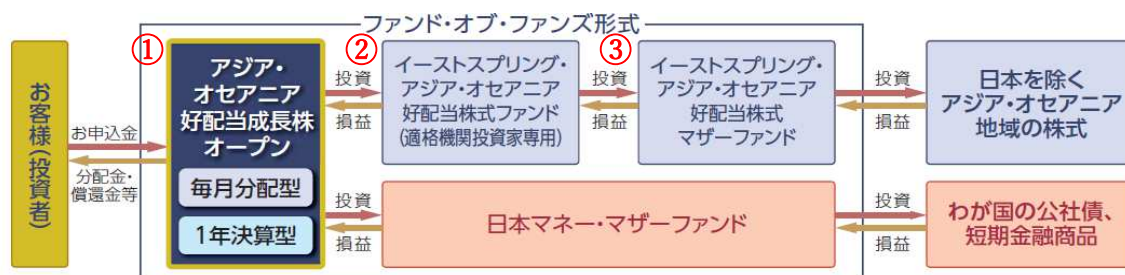 ファンド・オブ・ファンズ形式
お客様(投資者)
お申込金
分配金・
償還金等
①
アジア・
オセアニア
好配当成長株
オープン
毎月分配型
1年決算型
投資
損益
②
イーストスプリング・
アジア・オセアニア
好配当株式ファンド
(適格機関投資家専用)
投資
損益
③
イーストスプリング・
アジア・オセアニア
好配当株式
マザーファンド
投資
損益
日本を除く
アジア・オセアニア
地域の株式
投資
損益
日本マネー・マザーファンド
投資
損益
わが国の公社債、
短期金融商品